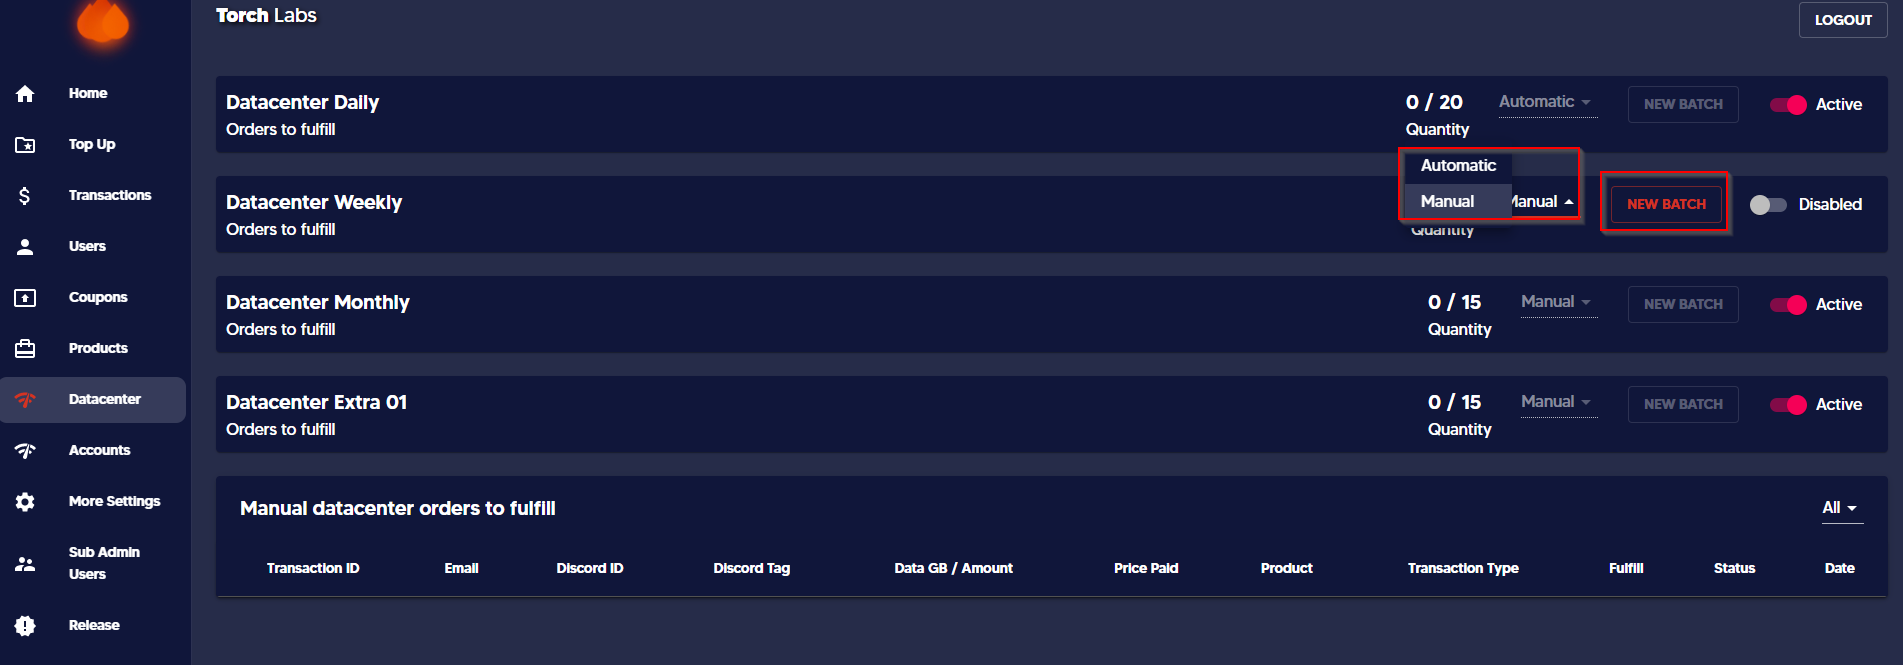 Torch Labs
LOGOUT
Home
Top Up
Transactions
Users
Coupons
Products
Datacenter
Accounts
More Settings
Sub Admin
Users
Release
Datacenter Daily
Orders to fulfill
0 / 20
Quantity
Automatic
NEW BATCH
Active
Datacenter Weekly
Orders to fulfill
Automatic
Manual
Manual
Quantity
NEW BATCH
Disabled
Datacenter Monthly
Orders to fulfill
0 / 15
Quantity
Manual
NEW BATCH
Active
Datacenter Extra 01
Orders to fulfill
0 / 15
Quantity
Manual
NEW BATCH
Active
Manual datacenter orders to fulfill
All
Transaction ID Email Discord ID Discord Tag Data GB / Amount Price Paid Product Transaction Type Fulfill Status Date